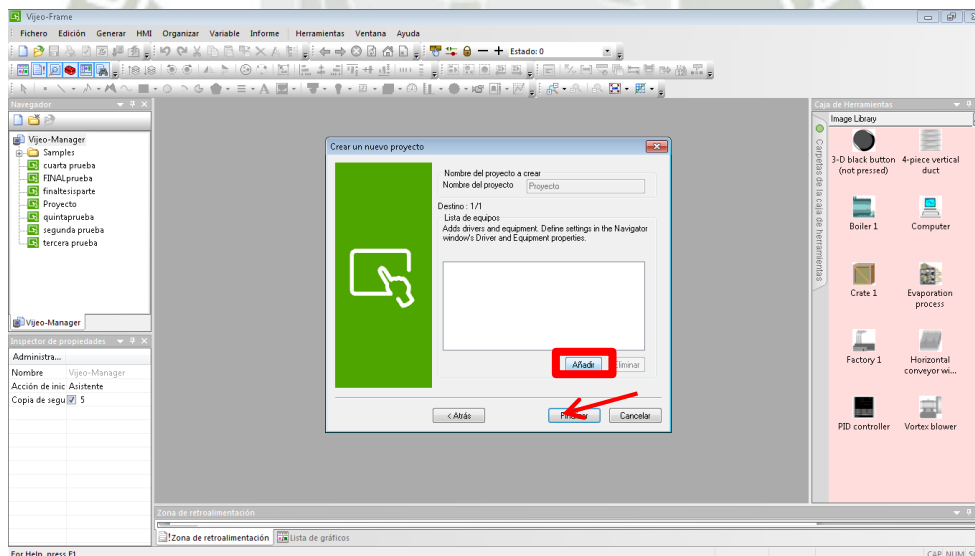 Vijeo-Frame
Fichero Edición Generar HMI Organizar Variable Informe Herramientas Ventana Ayuda
Estado: 0
Navegador
Vijeo-Manager
Samples
cuarta prueba
FINALprueba
finaltesisparte
Proyecto
quintaprueba
segunda prueba
tercera prueba
Vijeo-Manager
Inspector de propiedades
Administra...
Nombre Vijeo-Manager
Acción de inic Asistente
Copia de segu 5
Crear un nuevo proyecto
Nombre del proyecto a crear
Nombre del proyecto Proyecto
Destino : 1/1
Lista de equipos
Adds drivers and equipment. Define settings in the Navigator
window's Driver and Equipment properties.
Añadir
< Atrás Cancelar
Caja de Herramientas
Carpetas de la caja de herramientas
Image Library
3-D black button (not pressed)
4-piece vertical duct
Boiler 1
Computer
Crate 1
Evaporation process
Factory 1
Horizontal conveyor wi...
PID controller
Vortex blower
Zona de retroalimentación
!Zona de retroalimentación Lista de gráficos
For Help, press F1
CAP NUM